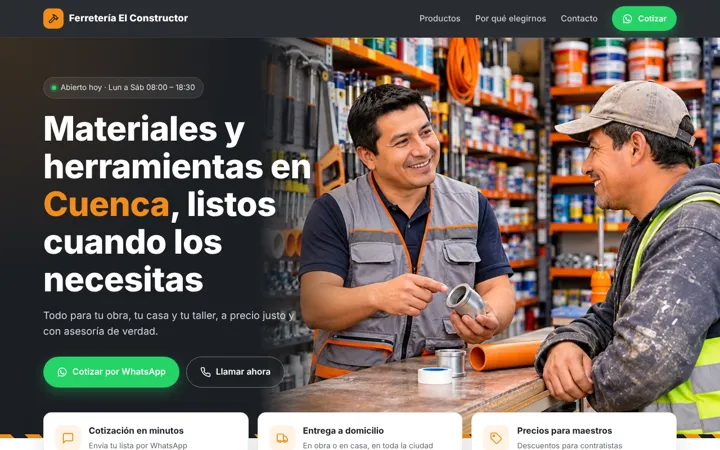 Ferretería El Constructor
Productos
Por qué elegirnos
Contacto
Cotizar
Abierto hoy · Lun a Sáb 08:00 – 18:30
Materiales y
herramientas en
Cuenca, listos
cuando los
necesitas
Todo para tu obra, tu casa y tu taller, a precio justo y
con asesoría de verdad.
Cotizar por WhatsApp
Llamar ahora
Cotización en minutos
Envía tu lista por WhatsApp
Entrega a domicilio
En obra o en casa, en toda la ciudad
Precios para maestros
Descuentos para contratistas